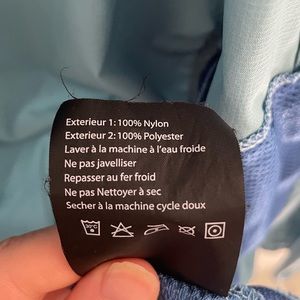 Exterieur 1: 100% Nylon
Exterieur 2: 100% Polyester
Laver à la machine à l'eau froide
Ne pas javelliser
Repasser au fer froid
Ne pas Nettoyer à sec
Secher à la machine cycle doux
30°C